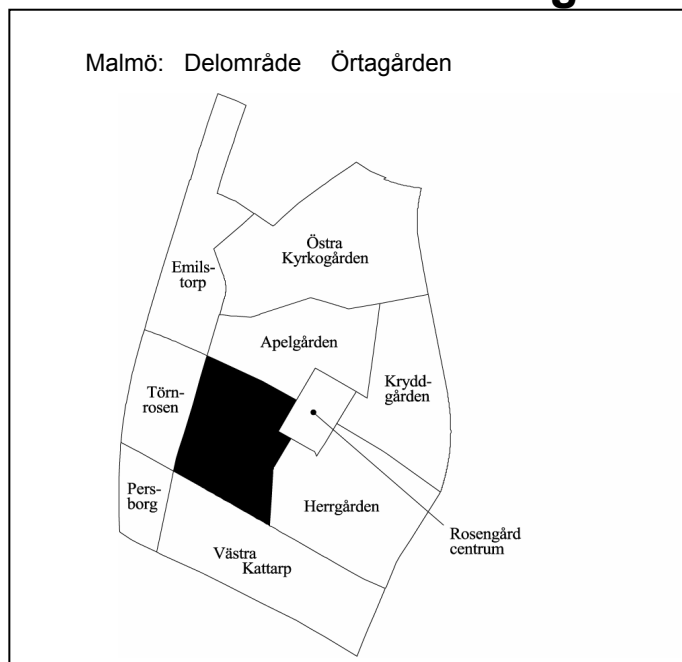 Malmö: Delområde Örtagården
Östra
Kyrkogården
Emils-
torp
Apelgården
Törn-
rosen
Krydd-
gården
Pers-
borg
Herrgården
Rosengård
centrum
Västra
Kattarp